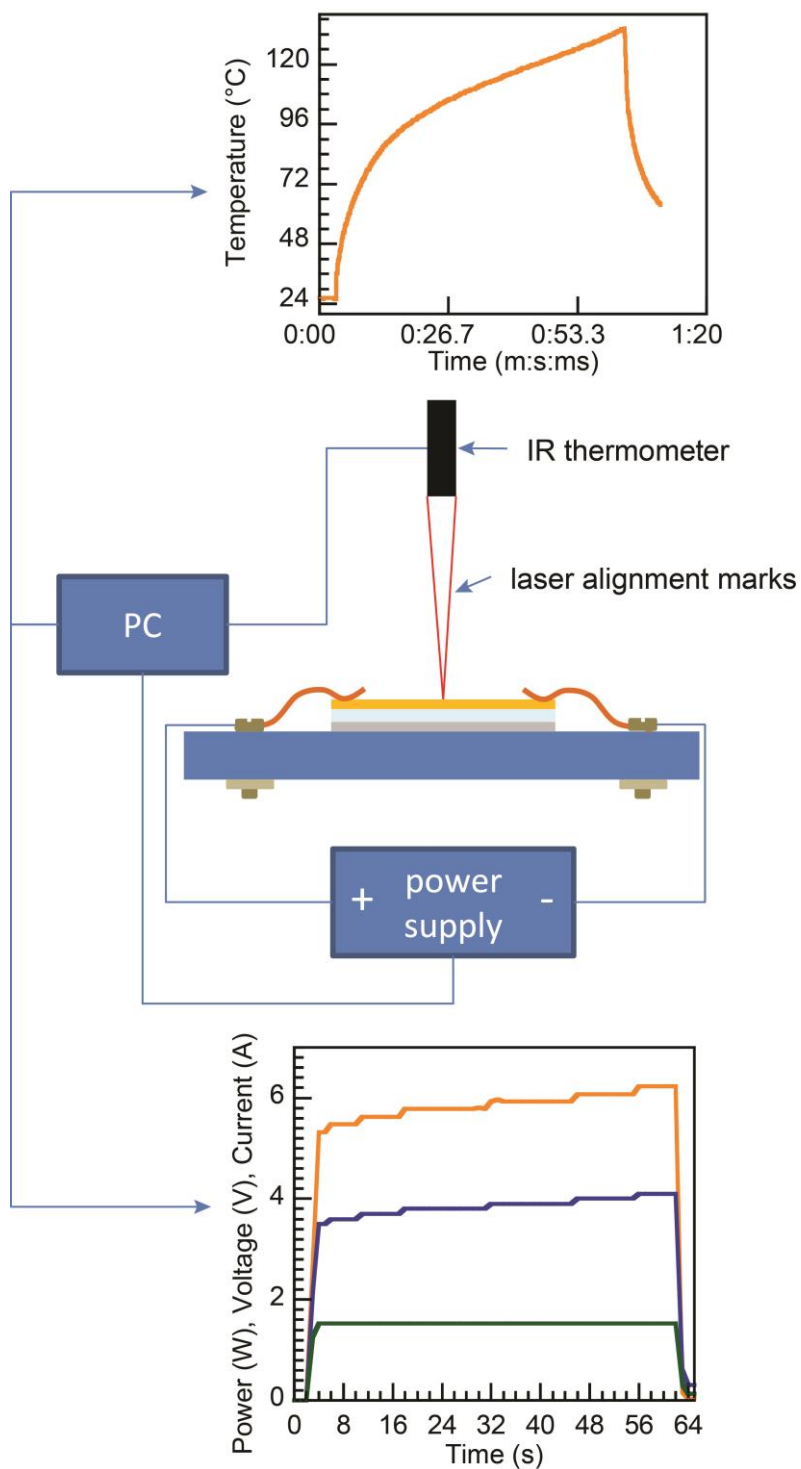 Temperature (°C)
120
96
72
48
24
0:00 0:26.7 0:53.3 1:20
Time (m:s:ms)
IR thermometer
laser alignment marks
PC
+ power -
supply
Power (W), Voltage (V), Current (A)
6
4
2
0
0 8 16 24 32 40 48 56 64
Time (s)